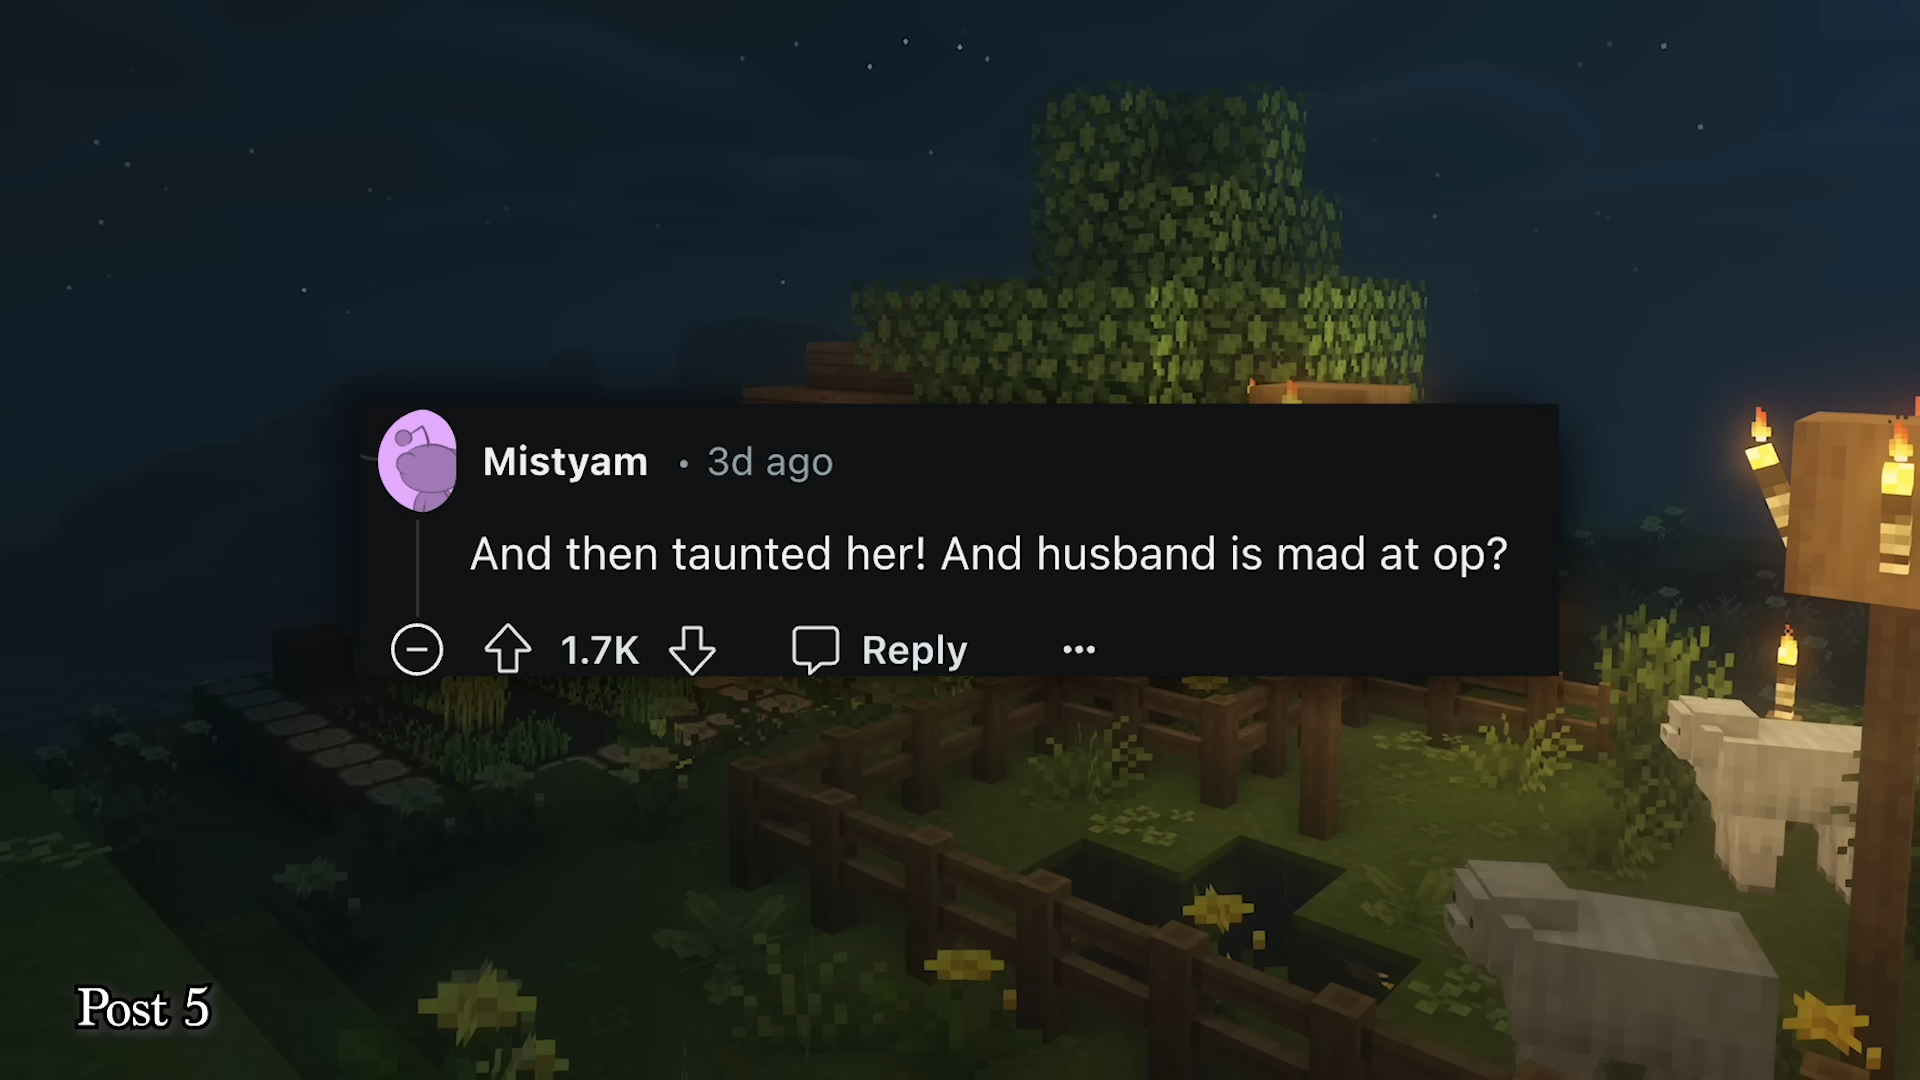 Mistyam • 3d ago
And then taunted her! And husband is mad at op?
1.7K Reply ...
Post 5